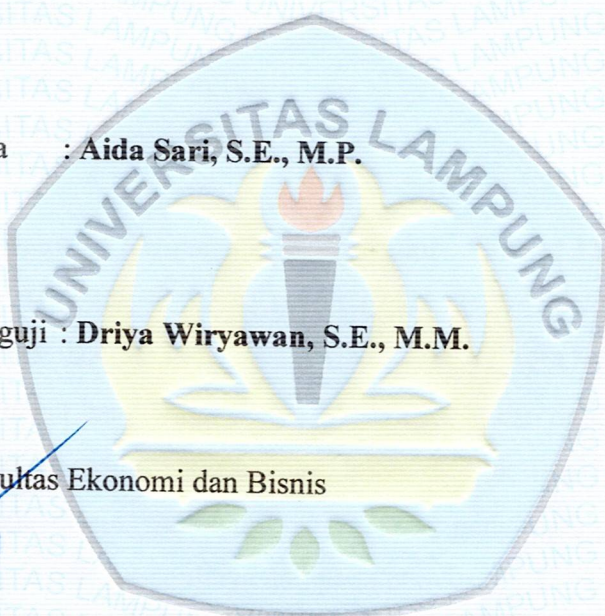 UNIVERSITAS LAMPUNG
a : Aida Sari, S.E., M.P.
guji : Driya Wiryawan, S.E., M.M.
ultas Ekonomi dan Bisnis